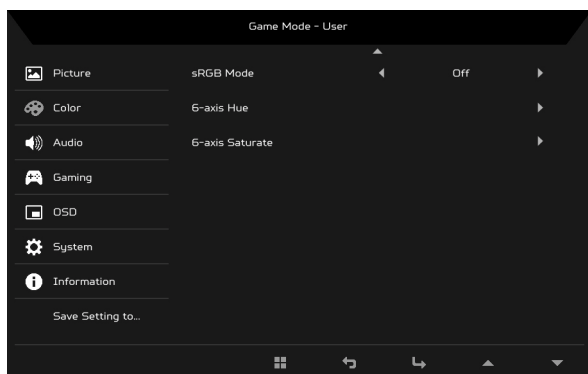 Game Mode - User
Picture
sRGB Mode Off
Color
6-axis Hue
Audio
6-axis Saturate
Gaming
OSD
System
Information
Save Setting to...